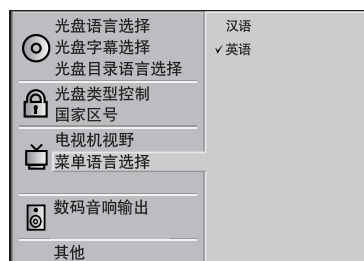 光盘语言选择
光盘字幕选择
光盘目录语言选择
光盘类型控制
国家区号
电视机视野
菜单语言选择
数码音响输出
其他
汉语
✓英语